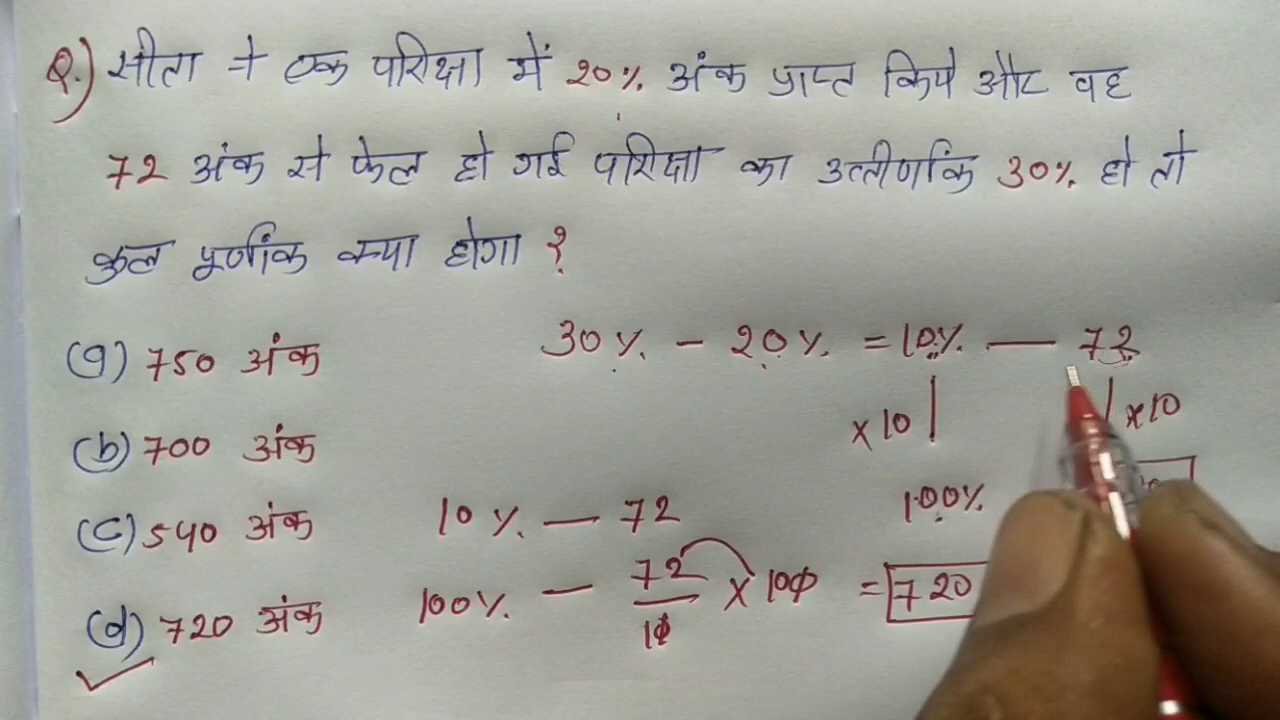 Q.) सीता ने एक परिक्षा में 20% अंक प्राप्त किये और वह
72 अंक से फेल हो गई परिक्षा का उत्तीर्णांक 30% हो तो
कुल पूर्णांक क्या होगा ?
(a) 750 अंक
30% - 20% = 10% — 72
×10 ×10
(b) 700 अंक
100%
(c) 540 अंक
10% — 72
(d) 720 अंक
100% — 72/10 × 100 = 720